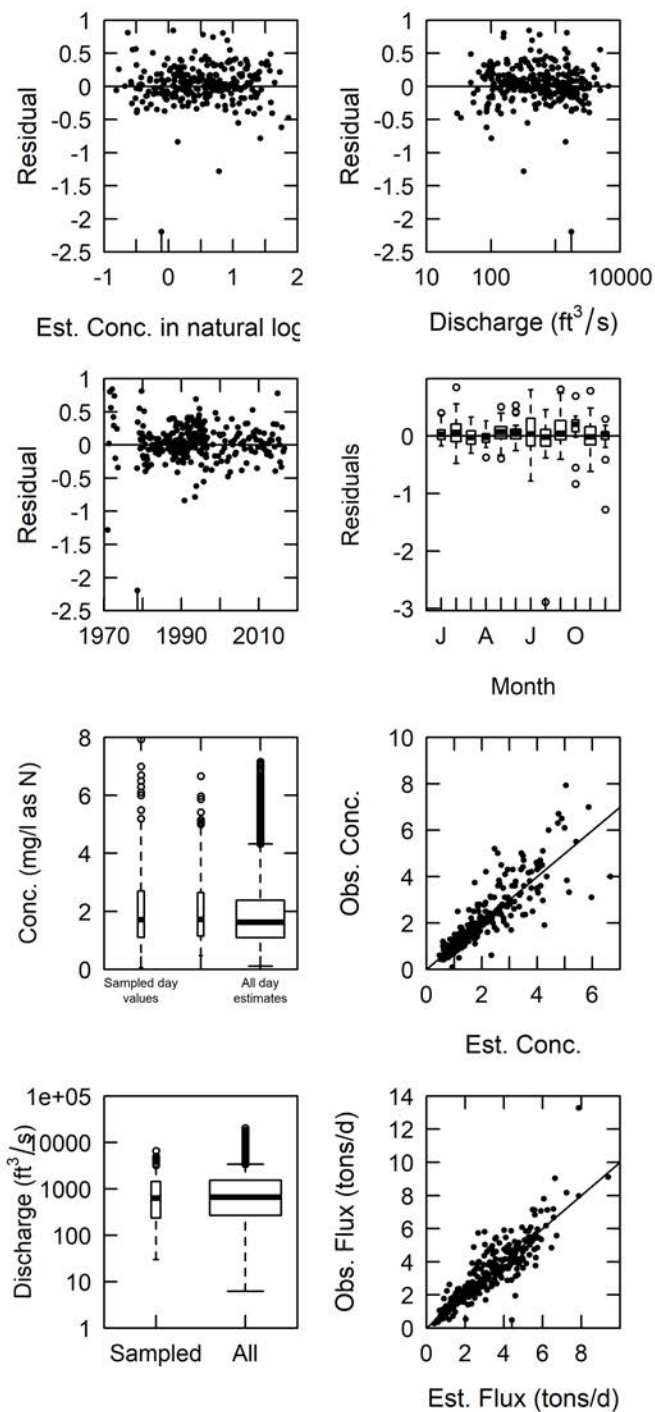 1
0.5
0
-0.5
-1
-1.5
-2
-2.5
Residual
-1 0 1 2
Est. Conc. in natural log
1
0.5
0
-0.5
-1
-1.5
-2
-2.5
Residual
10 100 10000
Discharge (ft³/s)
1
0.5
0
-0.5
-1
-1.5
-2
-2.5
Residual
1970 1990 2010
1
0
-1
-3
Residuals
J A J O
Month
8
6
4
2
0
Conc. (mg/l as N)
Sampled day All day
values estimates
10
8
6
4
2
0
Obs. Conc.
0 2 4 6
Est. Conc.
1e+05
10000
1000
100
10
1
Discharge (ft³/s)
Sampled All
14
12
10
8
6
4
2
0
Obs. Flux (tons/d)
0 2 4 6 8
Est. Flux (tons/d)